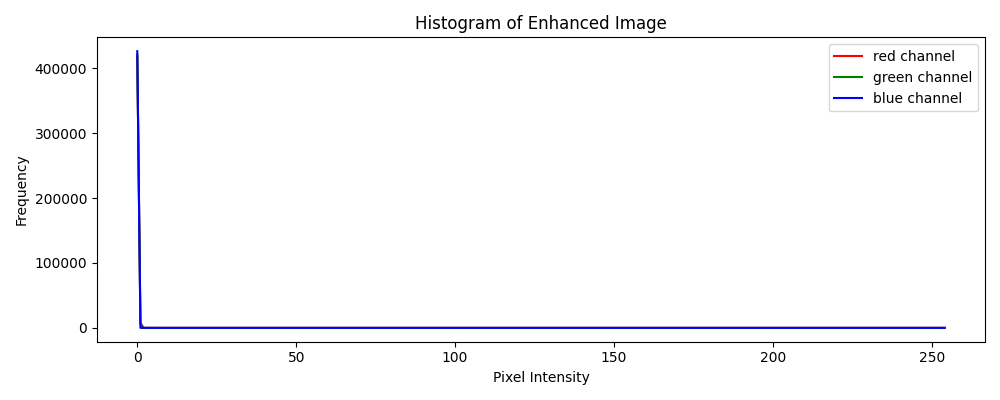 Histogram of Enhanced Image
red channel
green channel
blue channel
400000
300000
200000
100000
0
Frequency
0 50 100 150 200 250
Pixel Intensity